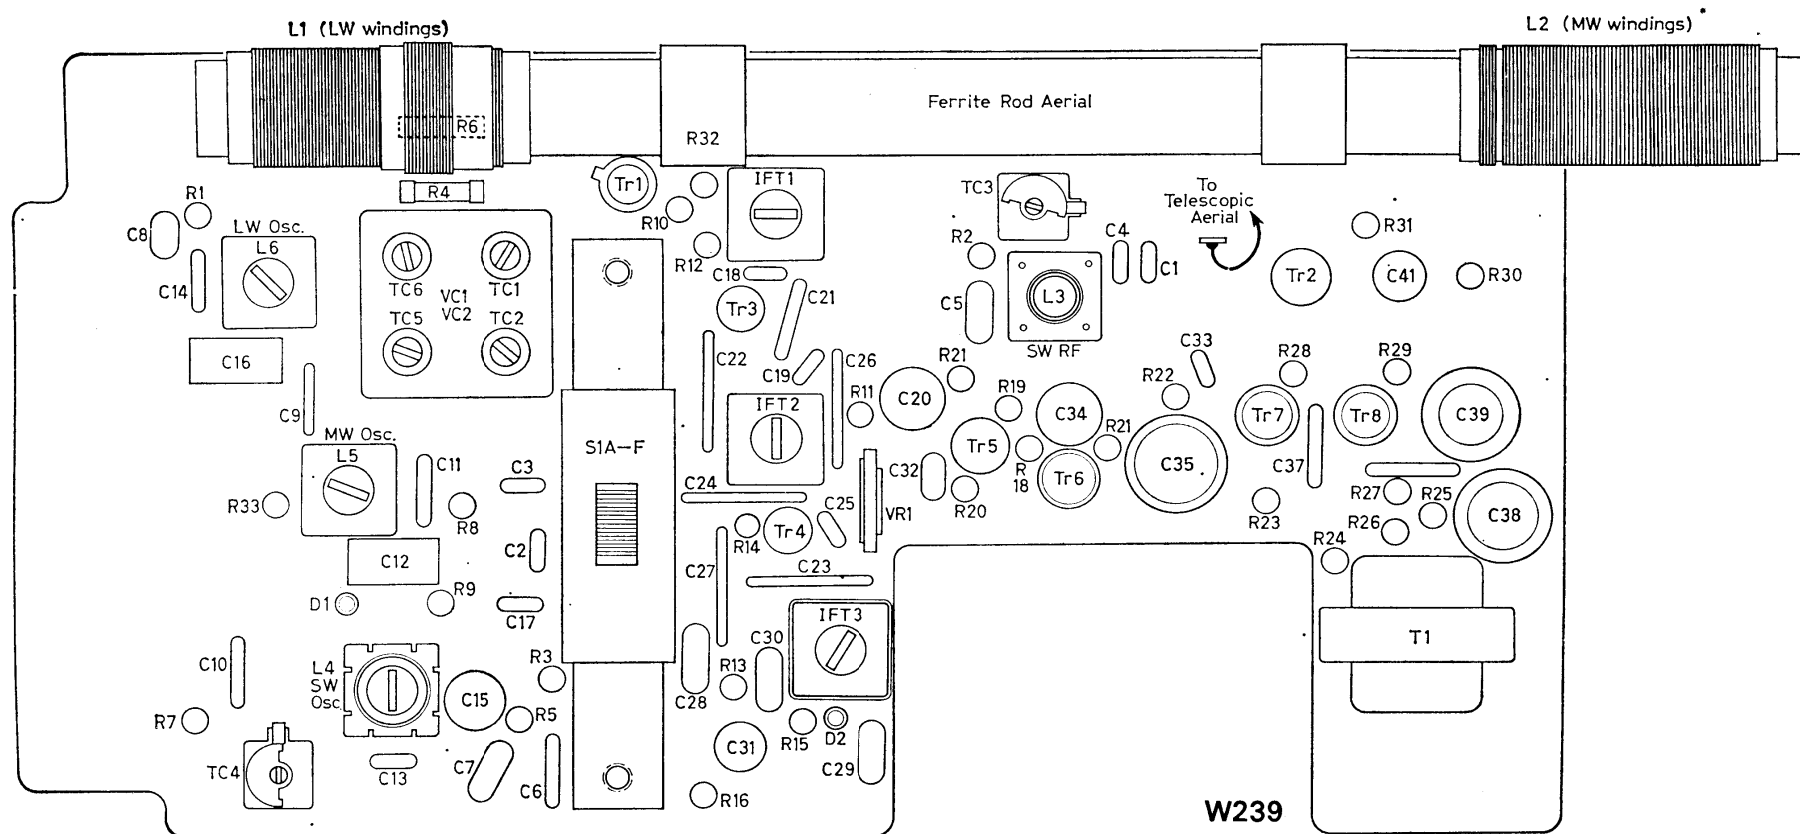 L1 (LW windings)
L2 (MW windings)
Ferrite Rod Aerial
R6
R32
R4
Tr1
IFT1
R10
R12
R1
C8
LW Osc.
L6
C14
TC6
TC1
VC1
VC2
TC5
TC2
C16
C9
MW Osc.
L5
C11
R33
R8
C3
C2
C12
D1
R9
C17
C10
L4
SW
Osc.
C15
R3
R5
R7
TC4
C13
C7
C6
S1A–F
C18
Tr3
C21
C22
C19
C26
IFT2
R11
C20
R21
C24
C25
VR1
R14
Tr4
C27
C23
IFT3
C30
R13
C28
C31
R15
D2
C29
R16
TC3
To
Telescopic
Aerial
C4
C1
R2
C5
L3
SW RF
R31
Tr2
C41
R30
C33
R28
R29
R22
R19
C34
Tr5
R
18
R21
Tr6
C35
C32
R20
Tr7
Tr8
C39
C37
R27
R25
R26
C38
R23
R24
T1
W239